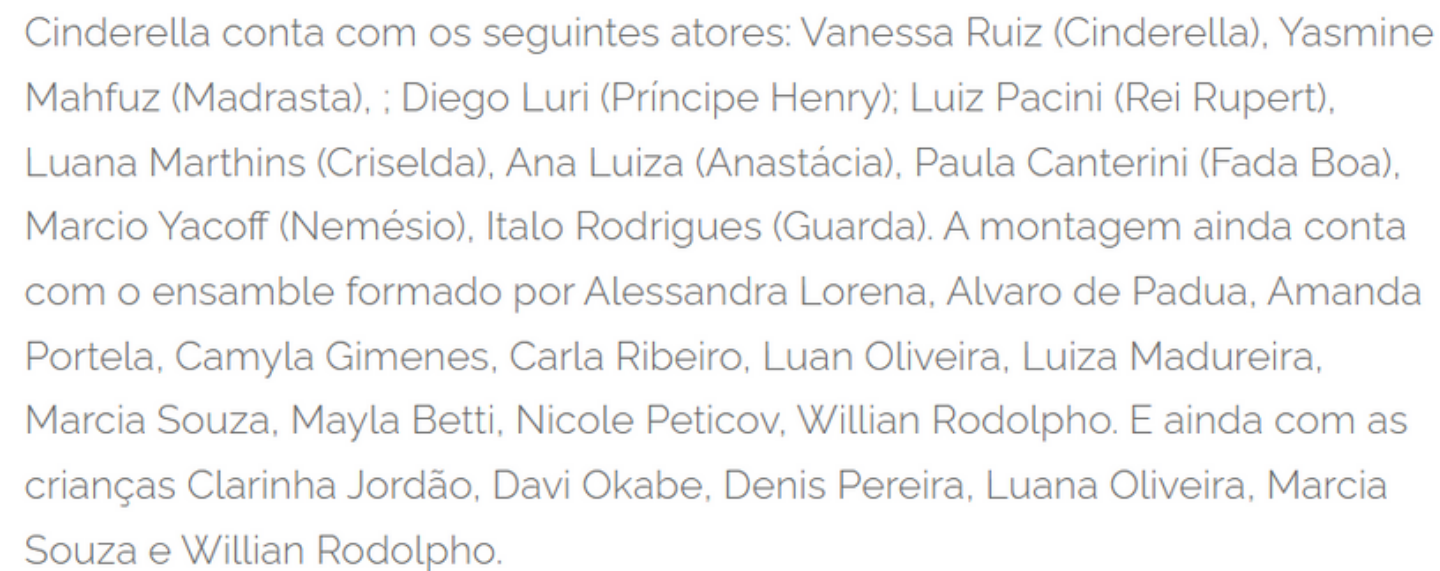 Cinderella conta com os seguintes atores: Vanessa Ruiz (Cinderella), Yasmine
Mahfuz (Madrasta), ; Diego Luri (Príncipe Henry); Luiz Pacini (Rei Rupert),
Luana Marthins (Criselda), Ana Luiza (Anastácia), Paula Canterini (Fada Boa),
Marcio Yacoff (Nemésio), Italo Rodrigues (Guarda). A montagem ainda conta
com o ensamble formado por Alessandra Lorena, Alvaro de Padua, Amanda
Portela, Camyla Gimenes, Carla Ribeiro, Luan Oliveira, Luiza Madureira,
Marcia Souza, Mayla Betti, Nicole Peticov, Willian Rodolpho. E ainda com as
crianças Clarinha Jordão, Davi Okabe, Denis Pereira, Luana Oliveira, Marcia
Souza e Willian Rodolpho.